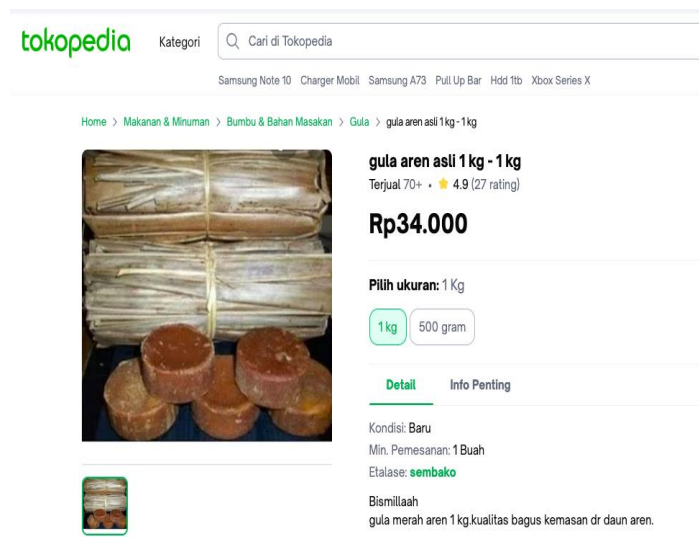 tokopedia
Kategori
Cari di Tokopedia
Samsung Note 10 Charger Mobil Samsung A73 Pull Up Bar Hdd 1tb Xbox Series X
Home > Makanan & Minuman > Bumbu & Bahan Masakan > Gula > gula aren asli 1 kg - 1 kg
gula aren asli 1 kg - 1 kg
Terjual 70+ • 4.9 (27 rating)
Rp34.000
Pilih ukuran: 1 Kg
1 kg 500 gram
Detail Info Penting
Kondisi: Baru
Min. Pemesanan: 1 Buah
Etalase: sembako
Bismillaah
gula merah aren 1 kg.kualitas bagus kemasan dr daun aren.